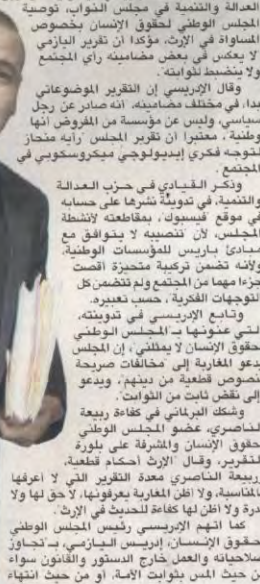 العدالة والتنمية في مجلس النواب، توصية
المجلس الوطني لحقوق الإنسان بخصوص
المساواة في الإرث، مؤكدا أن تقرير اليازمي
لا يعكس في بعض مضامينه رأي المجتمع
ولا ينضبط لثوابته.
وقال الإدريسي إن التقرير الموضوعاتي
بدا، في مختلف مضامينه، أنه صادر عن رجل
سياسي، وليس عن مؤسسة من المفروض أنها
وطنية، معتبرا أن تقرير المجلس "رأيه منحاز
لتوجه فكري إيديولوجي ميكروسكوبي في
المجتمع".
وذكر القيادي في حزب العدالة
والتنمية، في تدوينة نشرها على حسابه
في موقع "فيسبوك"، بمقاطعته لأنشطة
المجلس، لأن "تنصيبه لا يتوافق مع
مبادئ باريس للمؤسسات الوطنية،
ولأنه تضمن تركيبة متحيزة أقصت
جزءا مهما من المجتمع ولم تتضمن كل
التوجهات الفكرية"، حسب تعبيره.
وتابع الإدريسي في تدوينته،
التي عنونها بـ"المجلس الوطني
لحقوق الإنسان لا يمثلني"، إن المجلس
يدعو المغاربة إلى "مخالفات صريحة
لنصوص قطعية من دينهم"، ويدعو
إلى نقض ثابت من الثوابت".
وشكك البرلماني في كفاءة ربيعة
الناصري، عضو المجلس الوطني
لحقوق الإنسان والمشرفة على بلورة
التقرير، وقال "الإرث أحكام قطعية،
وربيعة الناصري معدة التقرير التي لا أعرفها
بالمناسبة، ولا أظن المغاربة يعرفونها، لا حق لها ولا
قدرة ولا أظن لها كفاءة للحديث في الإرث".
كما اتهم الإدريسي رئيس المجلس الوطني
لحقوق الإنسان، إدريس اليازمي، بـ"تجاوز
صلاحياته والعمل خارج الدستور والقانون سواء
من حيث المس بثوابت الأمة، أو من حيث انتهاء